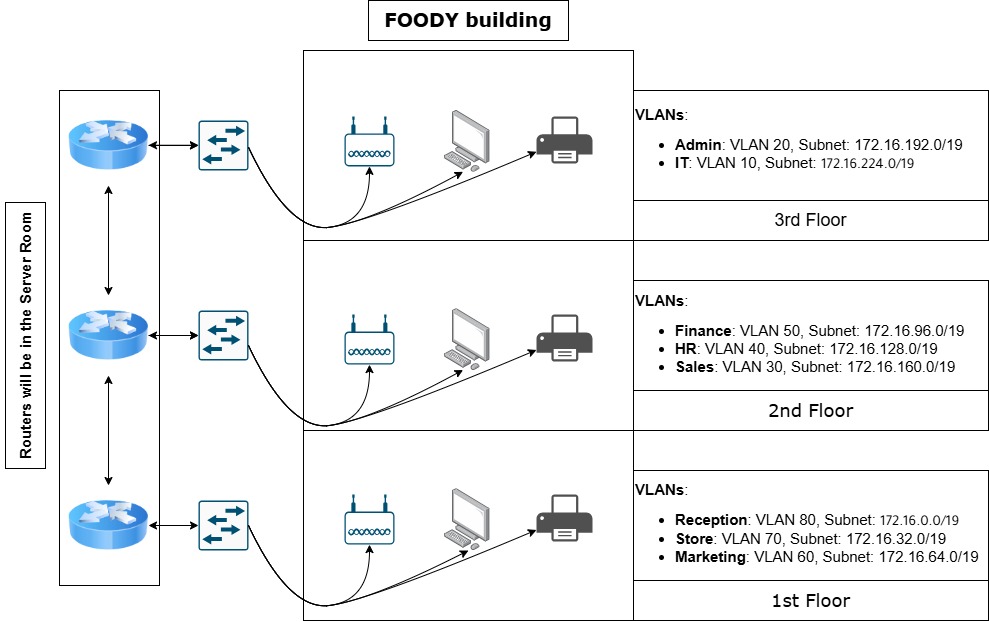 FOODY building
Routers will be in the Server Room
VLANs:
Admin: VLAN 20, Subnet: 172.16.192.0/19
IT: VLAN 10, Subnet: 172.16.224.0/19
3rd Floor
VLANs:
Finance: VLAN 50, Subnet: 172.16.96.0/19
HR: VLAN 40, Subnet: 172.16.128.0/19
Sales: VLAN 30, Subnet: 172.16.160.0/19
2nd Floor
VLANs:
Reception: VLAN 80, Subnet: 172.16.0.0/19
Store: VLAN 70, Subnet: 172.16.32.0/19
Marketing: VLAN 60, Subnet: 172.16.64.0/19
1st Floor